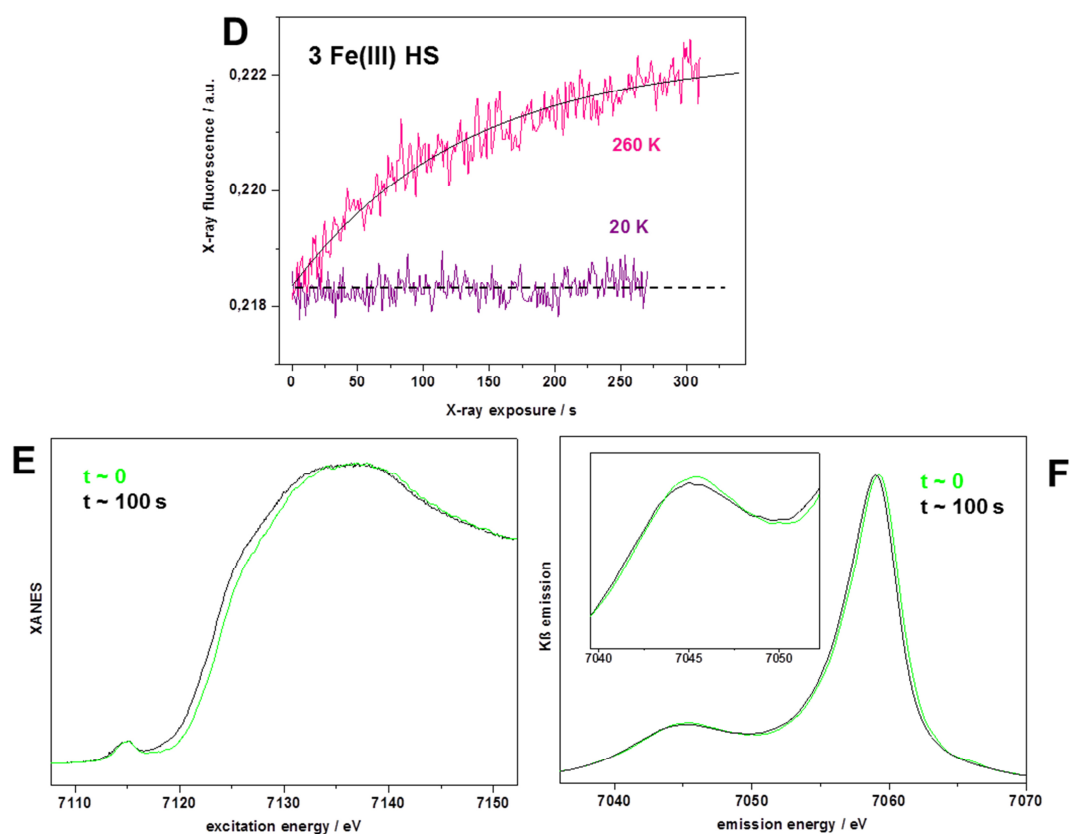 D
3 Fe(III) HS
0,222
0,220
0,218
X-ray fluorescence / a.u.
260 K
20 K
0 50 100 150 200 250 300
X-ray exposure / s
E
t ~ 0
t ~ 100 s
XANES
7110 7120 7130 7140 7150
excitation energy / eV
F
t ~ 0
t ~ 100 s
Kß emission
7040 7045 7050
7040 7050 7060 7070
emission energy / eV